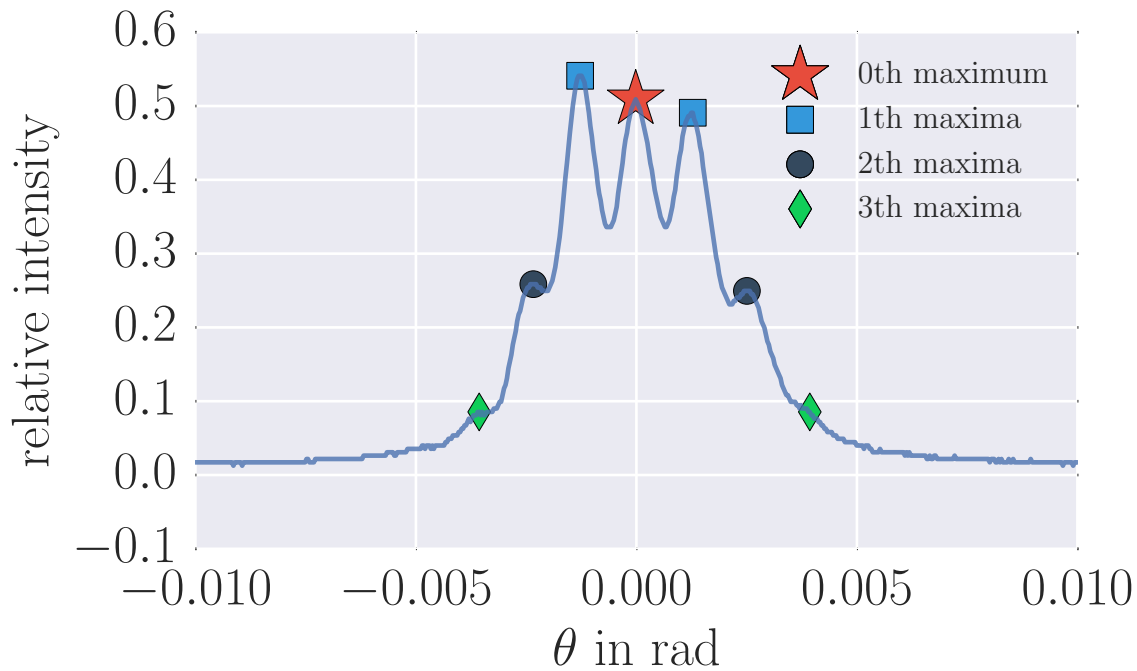 relative intensity
0.6
0.5
0.4
0.3
0.2
0.1
0.0
−0.1
0th maximum
1th maxima
2th maxima
3th maxima
−0.010 −0.005 0.000 0.005 0.010
θ in rad